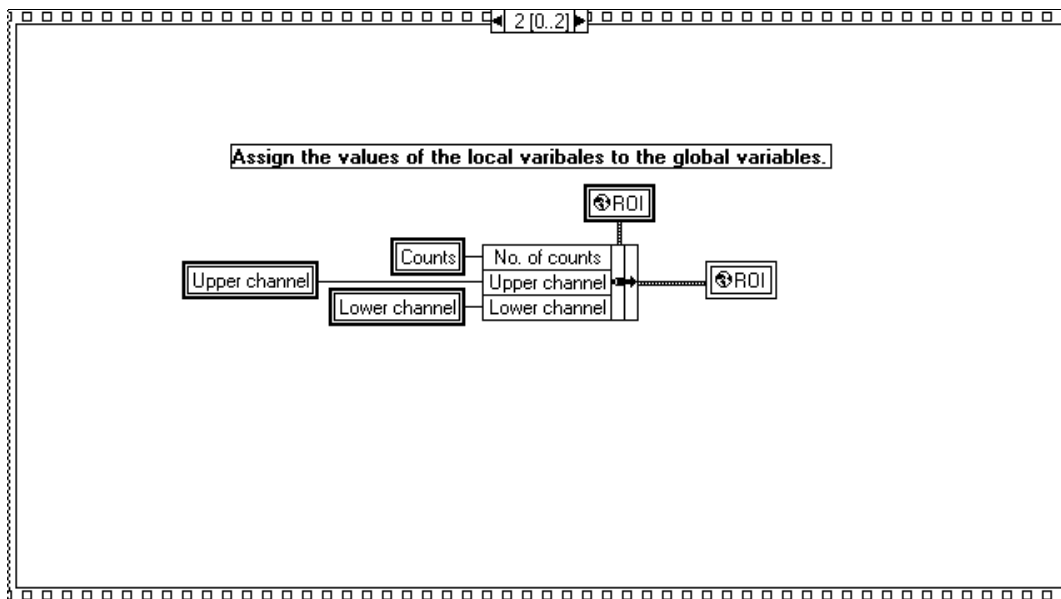 2 [0..2]
Assign the values of the local varibales to the global variables.
ROI
Counts No. of counts
Upper channel Upper channel ROI
Lower channel Lower channel